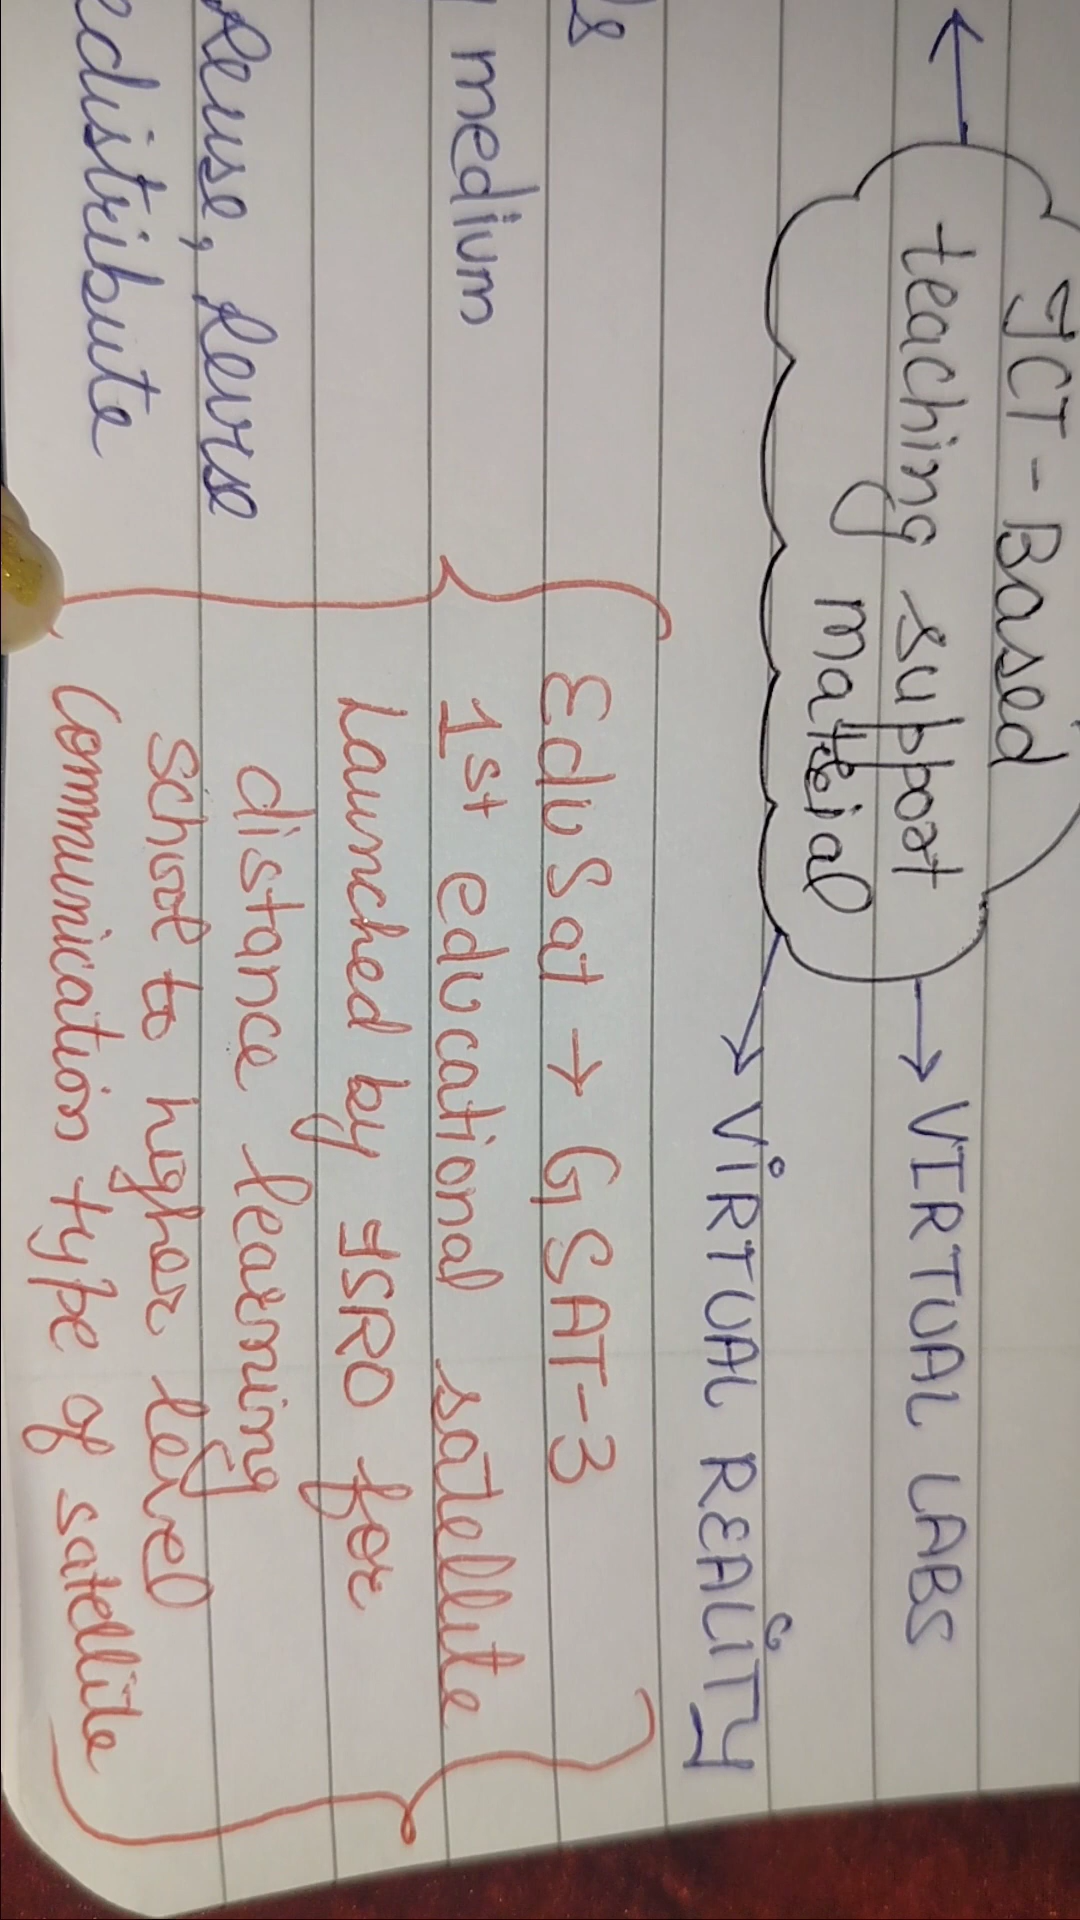 ICT-Based
teaching support
material
VIRTUAL LABS
VIRTUAL REALITY
medium
EduSat → GSAT-3
1st educational satellite
Launched by ISRO for
distance learning
school to higher level
Communication type of satellite
Reuse, Revise
edistribute